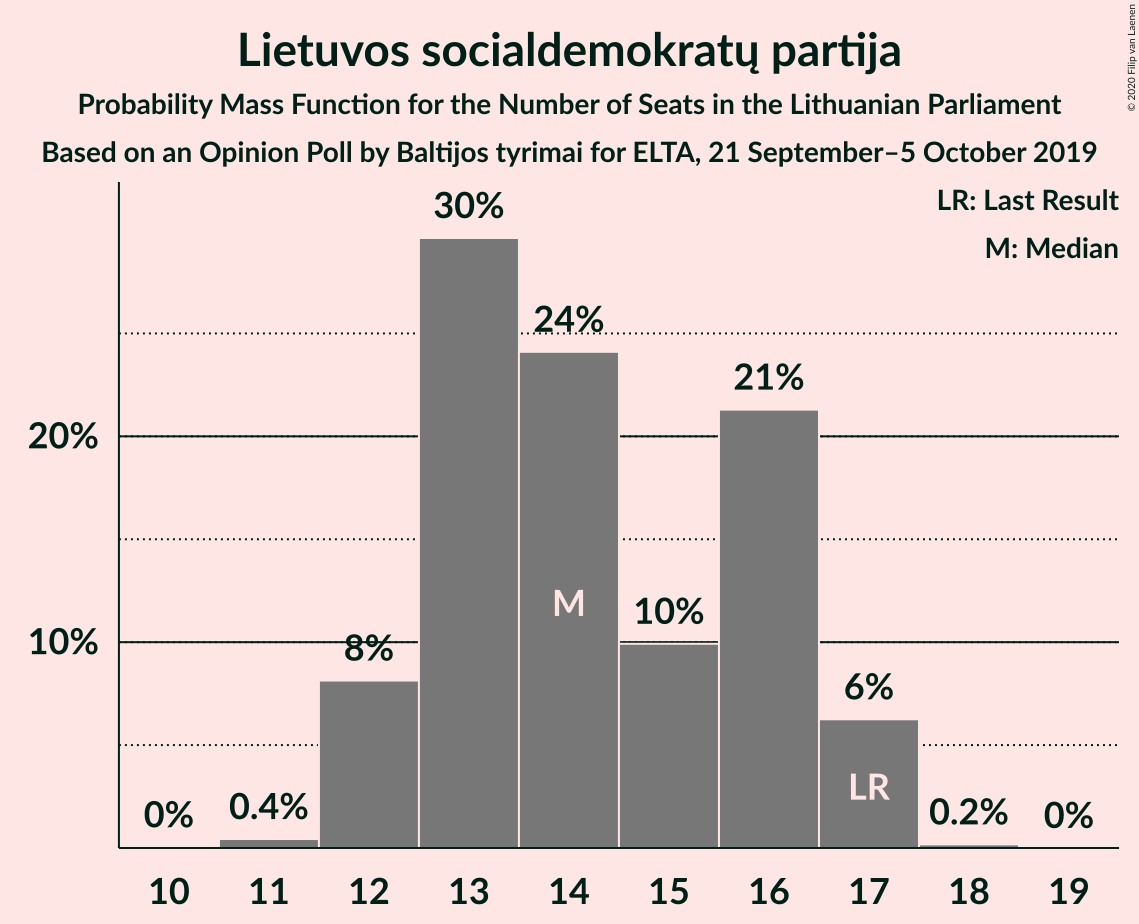 Lietuvos socialdemokratų partija
Probability Mass Function for the Number of Seats in the Lithuanian Parliament
Based on an Opinion Poll by Baltijos tyrimai for ELTA, 21 September–5 October 2019
© 2020 Filip van Laenen
LR: Last Result
M: Median
30%
24%
21%
20%
M
10%
10%
8%
6%
LR
0%
0.4%
0.2%
0%
10 11 12 13 14 15 16 17 18 19